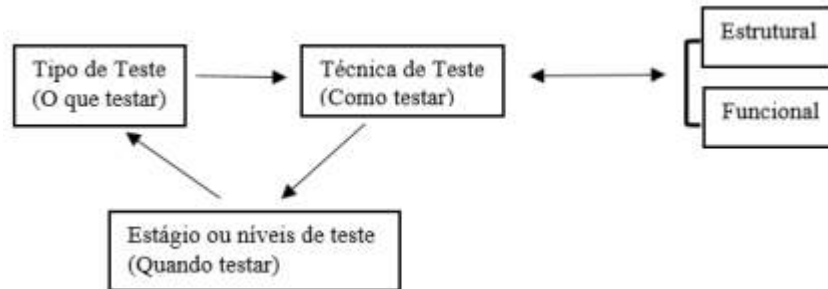 Tipo de Teste
(O que testar)
Técnica de Teste
(Como testar)
Estrutural
Funcional
Estágio ou níveis de teste
(Quando testar)